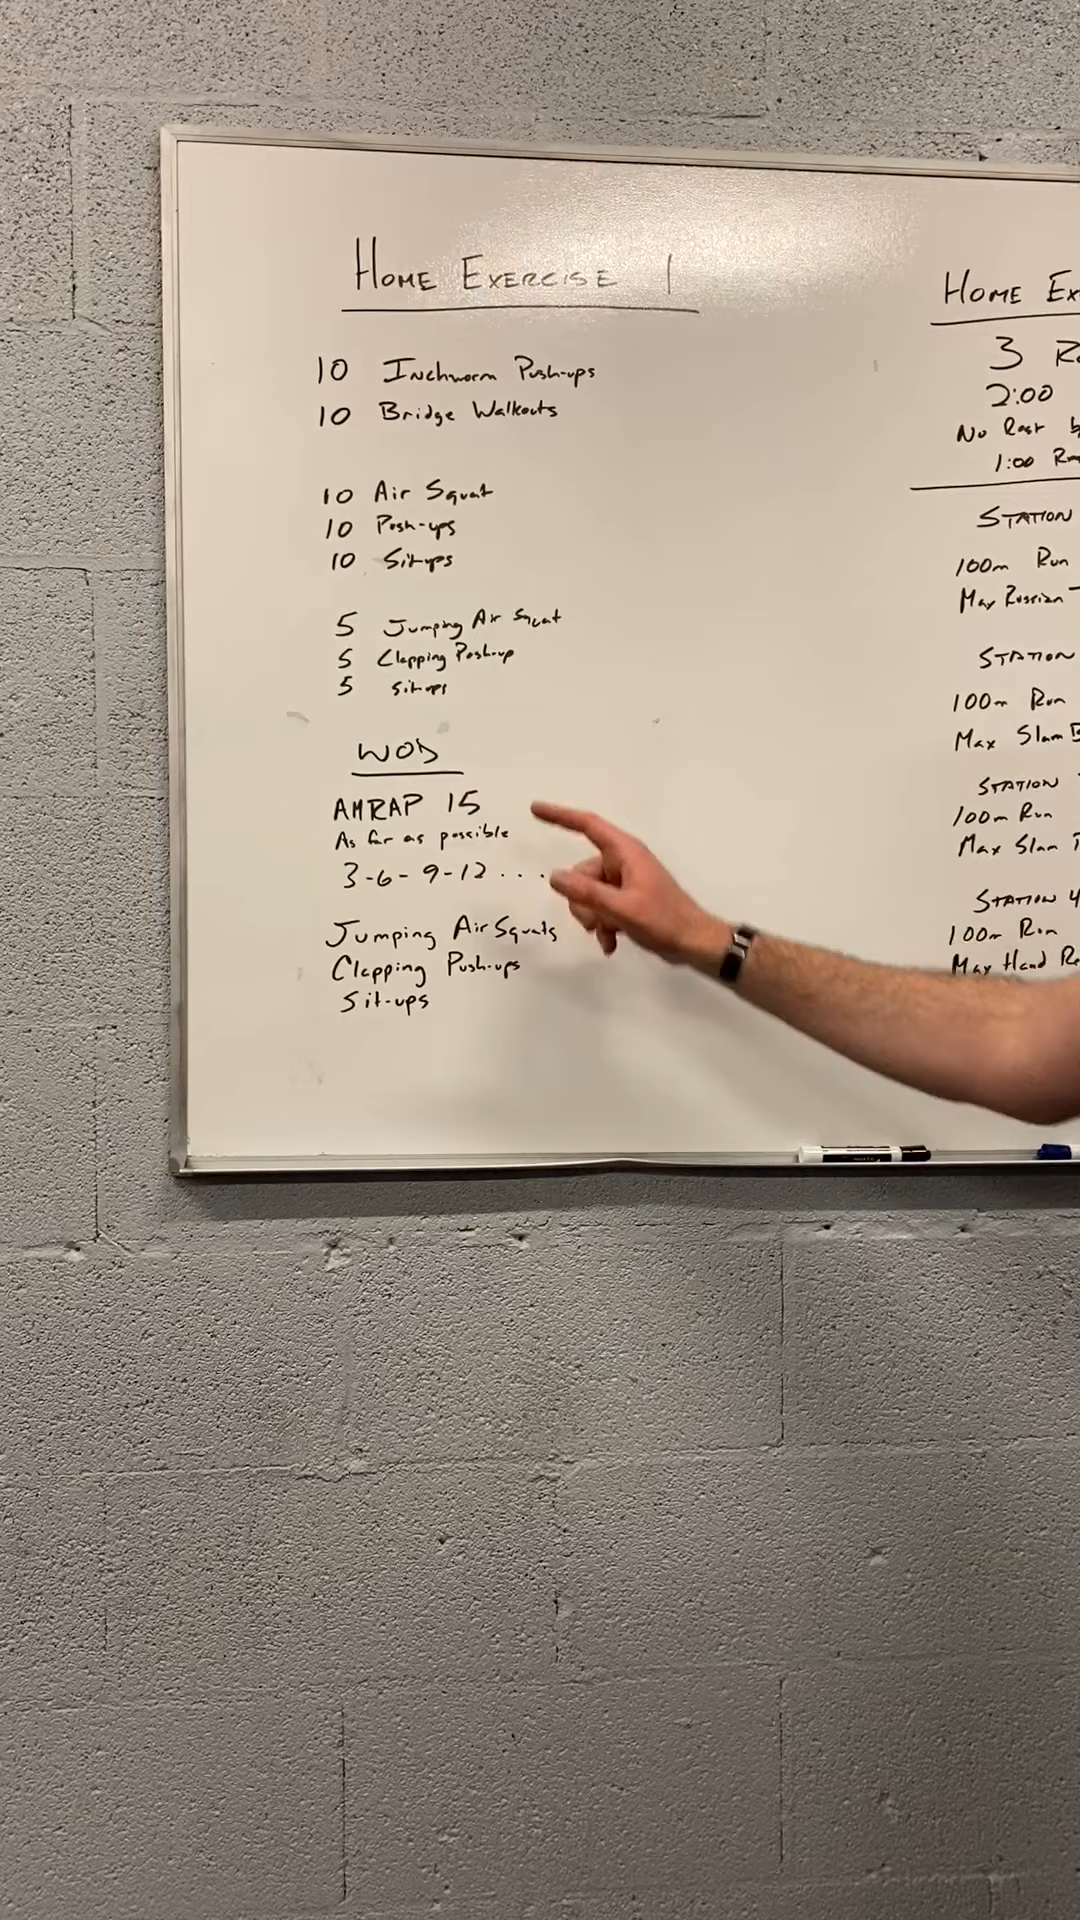 HOME EXERCISE 1
10 Inchworm Push-ups
10 Bridge Walkouts
10 Air Squat
10 Push-ups
10 Sit-ups
5 Jumping Air Squat
5 Clapping Push-up
5 sit-ups
WOD
AMRAP 15
As far as possible
3-6-9-12...
Jumping Air Squats
Clapping Push-ups
Sit-ups
HOME EX
3
2:00
No Rest
1:00
STATION
100m Run
Max Russian
STATION
100m Run
Max Slam
STATION
100m Run
Max Slam
STATION 4
100m Run
Max Hand Re